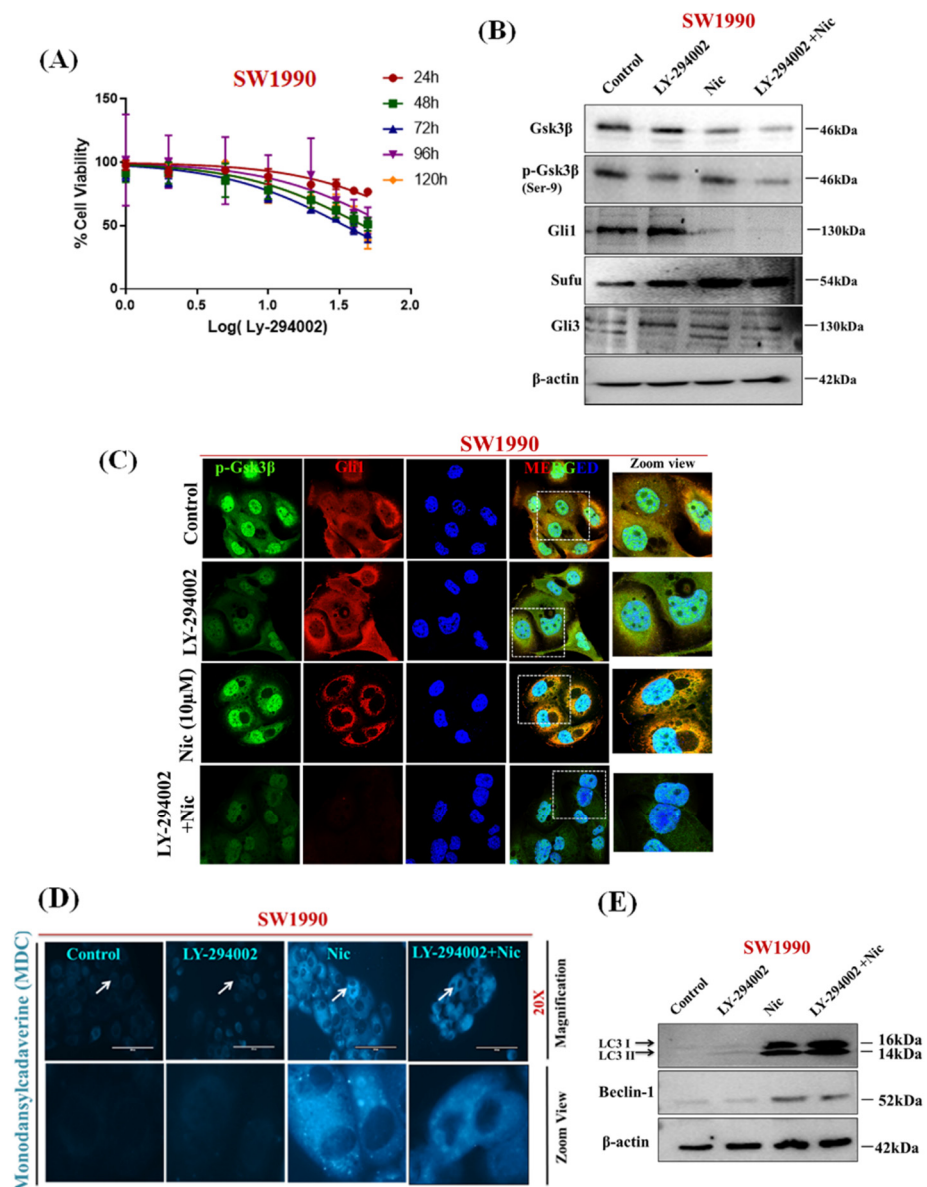 (A)
SW1990
24h
48h
72h
96h
120h
% Cell Viability
150
100
50
0
0.0 0.5 1.0 1.5 2.0
Log( Ly-294002)
(B)
SW1990
Control LY-294002 Nic LY-294002 +Nic
Gsk3β 46kDa
p-Gsk3β 46kDa
(Ser-9)
Gli1 130kDa
Sufu 54kDa
Gli3 130kDa
β-actin 42kDa
(C)
SW1990
p-Gsk3β Gli1 MERGED Zoom view
Control
LY-294002
Nic (10μM)
LY-294002
+Nic
(D)
SW1990
Monodansylcadaverine (MDC)
Control LY-294002 Nic LY-294002+Nic
20X
Magnification
Zoom View
(E)
SW1990
Control LY-294002 Nic LY-294002 +Nic
LC3 I 16kDa
LC3 II 14kDa
Beclin-1 52kDa
β-actin 42kDa